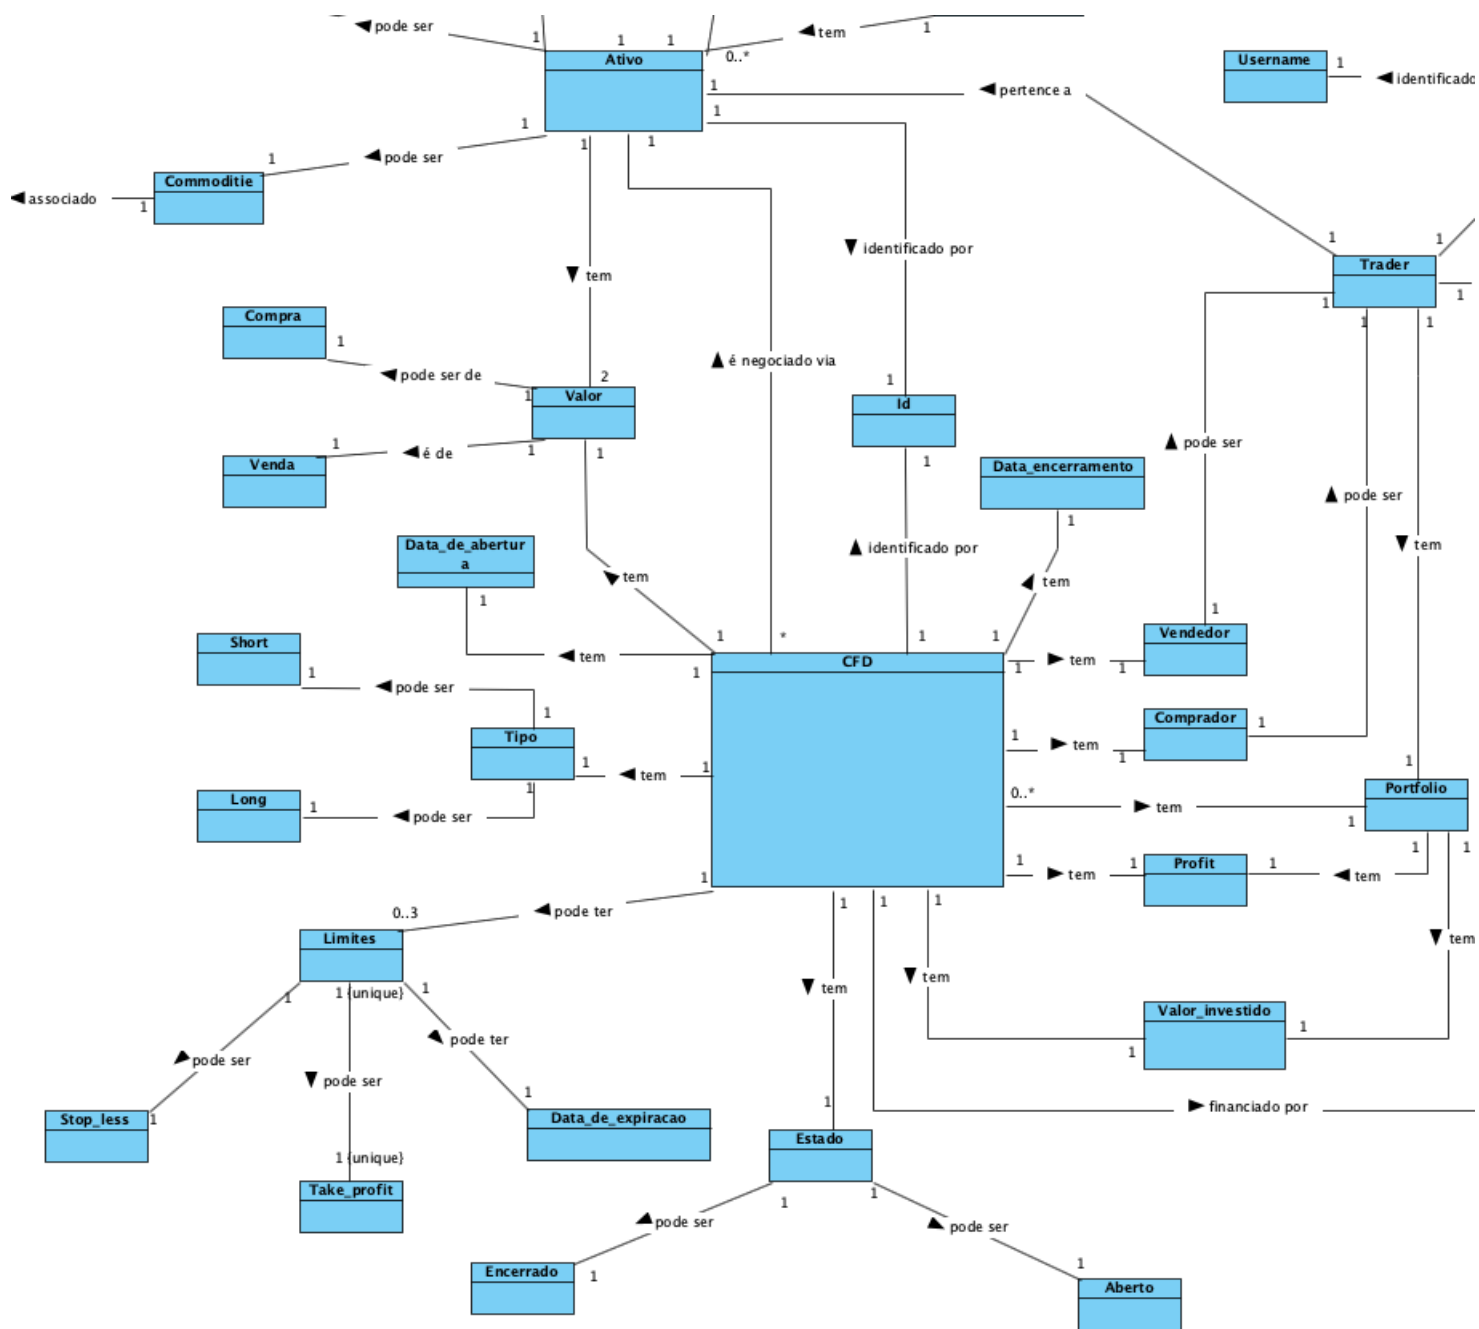 pode ser
1
1
1
tem
1
0..*
Ativo
Username
1
identificado
1
pertence a
1
1
1
1
pode ser
1
Commoditie
associado
1
identificado por
1
1
Trader
1
1
1
1
tem
Compra
1
é negociado via
pode ser de
2
1
1
Valor
Id
pode ser
1
é de
1
1
Venda
1
Data_encerramento
pode ser
1
Data_de_abertur
a
identificado por
tem
tem
tem
1
1
Short
1
*
1
1
Vendedor
tem
CFD
tem
1
1
1
1
pode ser
1
Comprador
1
Tipo
1
tem
1
1
tem
1
1
1
Portfolio
Long
1
1
pode ser
0..*
tem
1
1
1
1
Profit
1
1
1
tem
tem
1
1
1
0..3
pode ter
Limites
tem
1
1 {unique}
1
tem
tem
Valor_investido
1
1
pode ser
pode ter
pode ser
1
1
financiado por
Stop_less
1
Data_de_expiracao
Estado
1 {unique}
Take_profit
1
1
pode ser
pode ser
1
Encerrado
1
Aberto